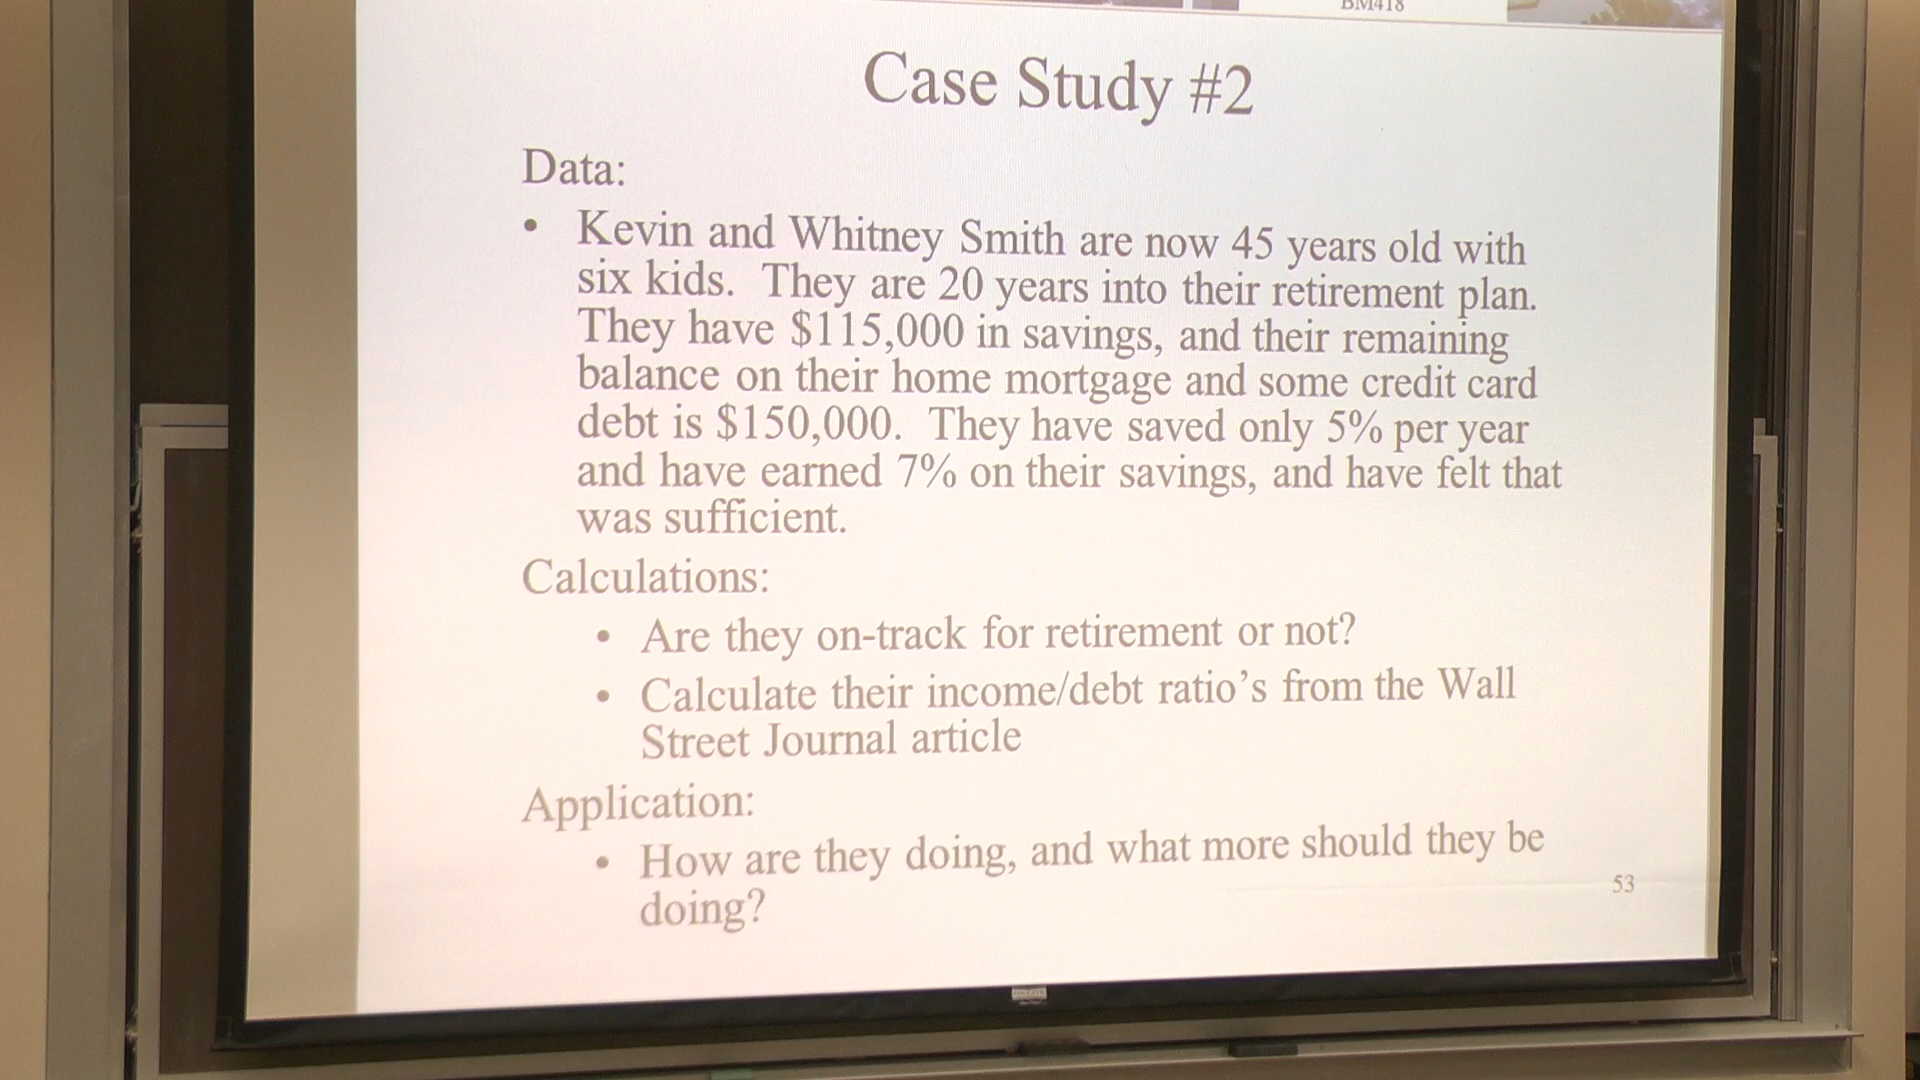 BM418
Case Study #2
Data:
• Kevin and Whitney Smith are now 45 years old with
six kids. They are 20 years into their retirement plan.
They have $115,000 in savings, and their remaining
balance on their home mortgage and some credit card
debt is $150,000. They have saved only 5% per year
and have earned 7% on their savings, and have felt that
was sufficient.
Calculations:
• Are they on-track for retirement or not?
• Calculate their income/debt ratio’s from the Wall
Street Journal article
Application:
• How are they doing, and what more should they be
doing?
53